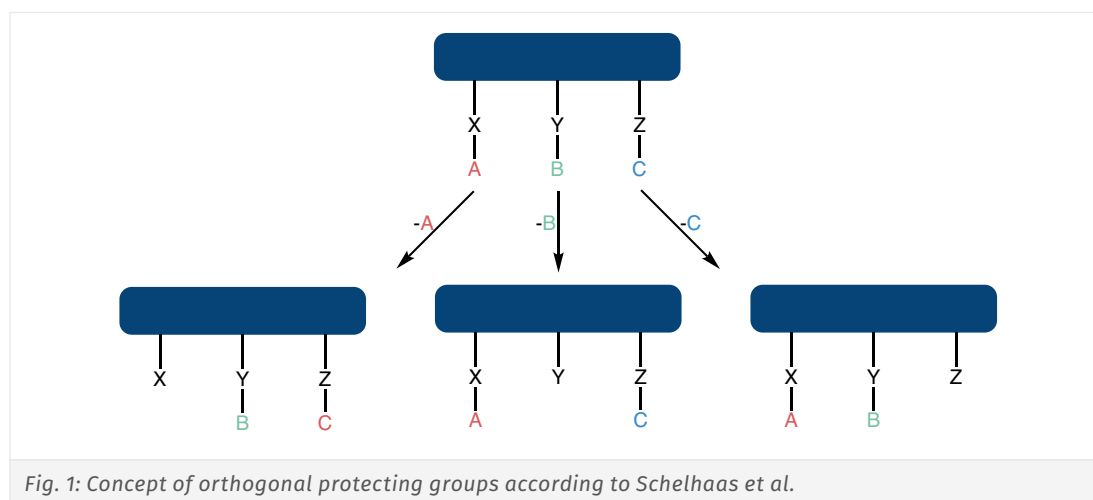 X Y Z
A B C
-A -B -C
X Y Z X Y Z X Y Z
B C A C A B
Fig. 1: Concept of orthogonal protecting groups according to Schelhaas et al.